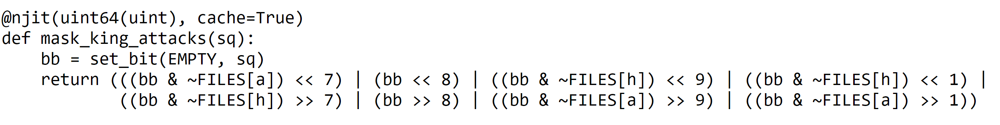 @njit(uint64(uint), cache=True)
def mask_king_attacks(sq):
    bb = set_bit(EMPTY, sq)
    return (((bb & ~FILES[a]) << 7) | (bb << 8) | ((bb & ~FILES[h]) << 9) | ((bb & ~FILES[h]) << 1) |
            ((bb & ~FILES[h]) >> 7) | (bb >> 8) | ((bb & ~FILES[a]) >> 9) | ((bb & ~FILES[a]) >> 1))